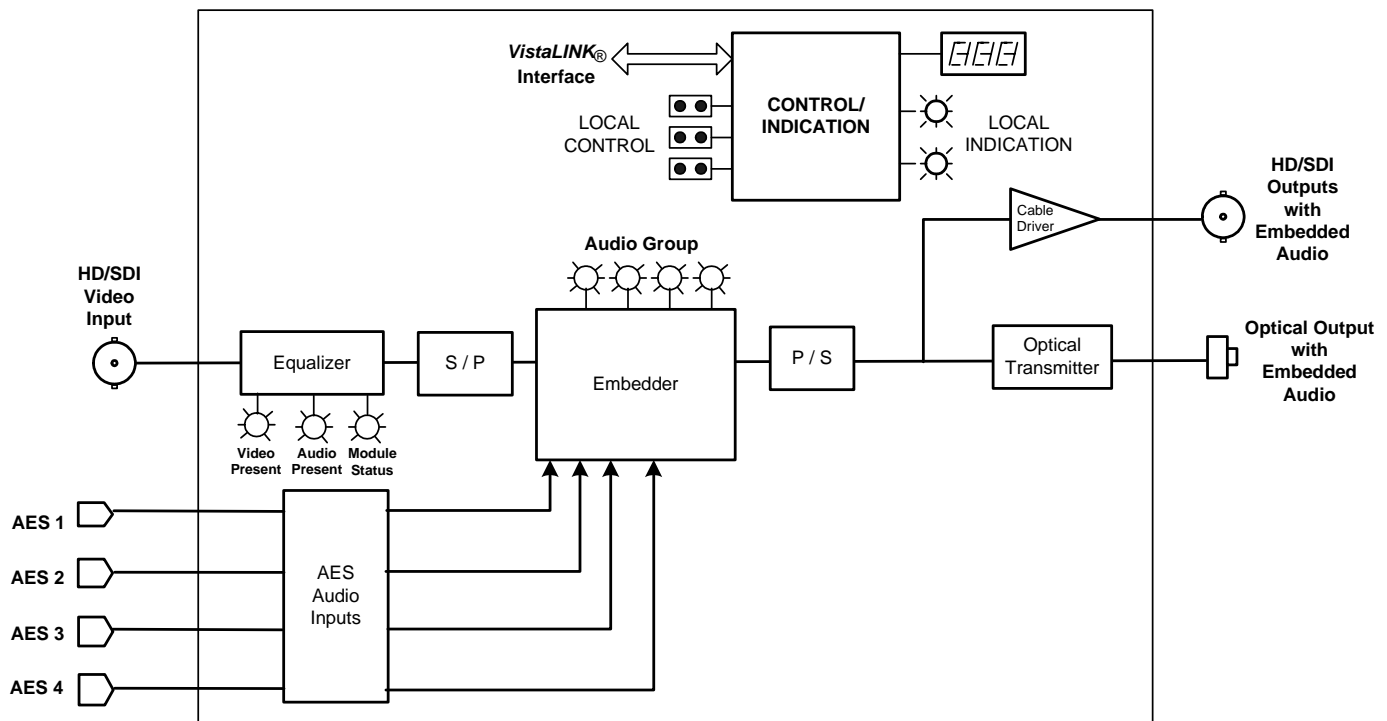 VistaLINK®
Interface
LOCAL
CONTROL
CONTROL/
INDICATION
LOCAL
INDICATION
HD/SDI
Outputs
with
Embedded
Audio
Cable
Driver
Audio Group
HD/SDI
Video
Input
Equalizer
S / P
Embedder
P / S
Optical
Transmitter
Optical Output
with
Embedded
Audio
Video
Present
Audio
Present
Module
Status
AES 1
AES 2
AES 3
AES 4
AES
Audio
Inputs